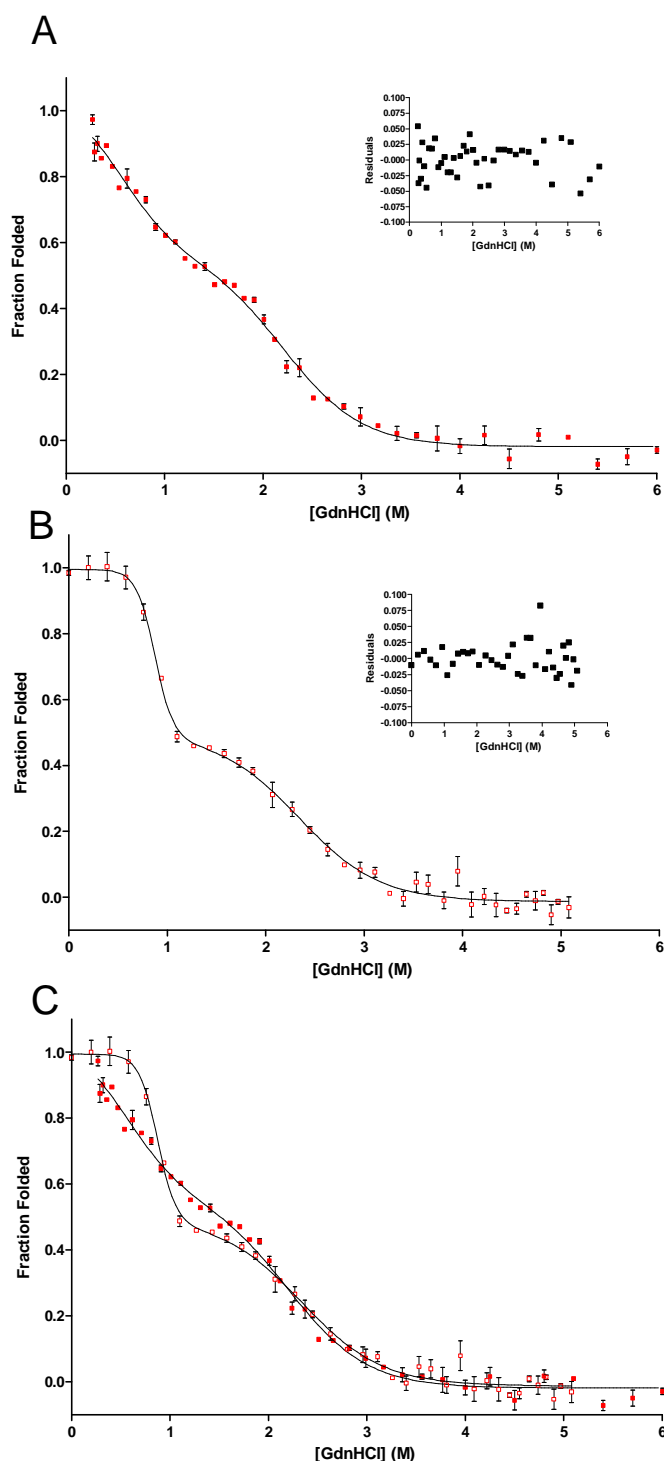 A
1.0
0.8
0.6
0.4
0.2
0.0
Fraction Folded
0 1 2 3 4 5 6
[GdnHCl] (M)
0.100
0.075
0.050
0.025
-0.000
-0.025
-0.050
-0.075
-0.100
Residuals
0 1 2 3 4 5 6
[GdnHCl] (M)
B
1.0
0.8
0.6
0.4
0.2
0.0
Fraction Folded
0 1 2 3 4 5 6
[GdnHCl] (M)
0.100
0.075
0.050
0.025
-0.000
-0.025
-0.050
-0.075
-0.100
Residuals
0 1 2 3 4 5 6
[GdnHCl] (M)
C
1.0
0.8
0.6
0.4
0.2
0.0
Fraction Folded
0 1 2 3 4 5 6
[GdnHCl] (M)